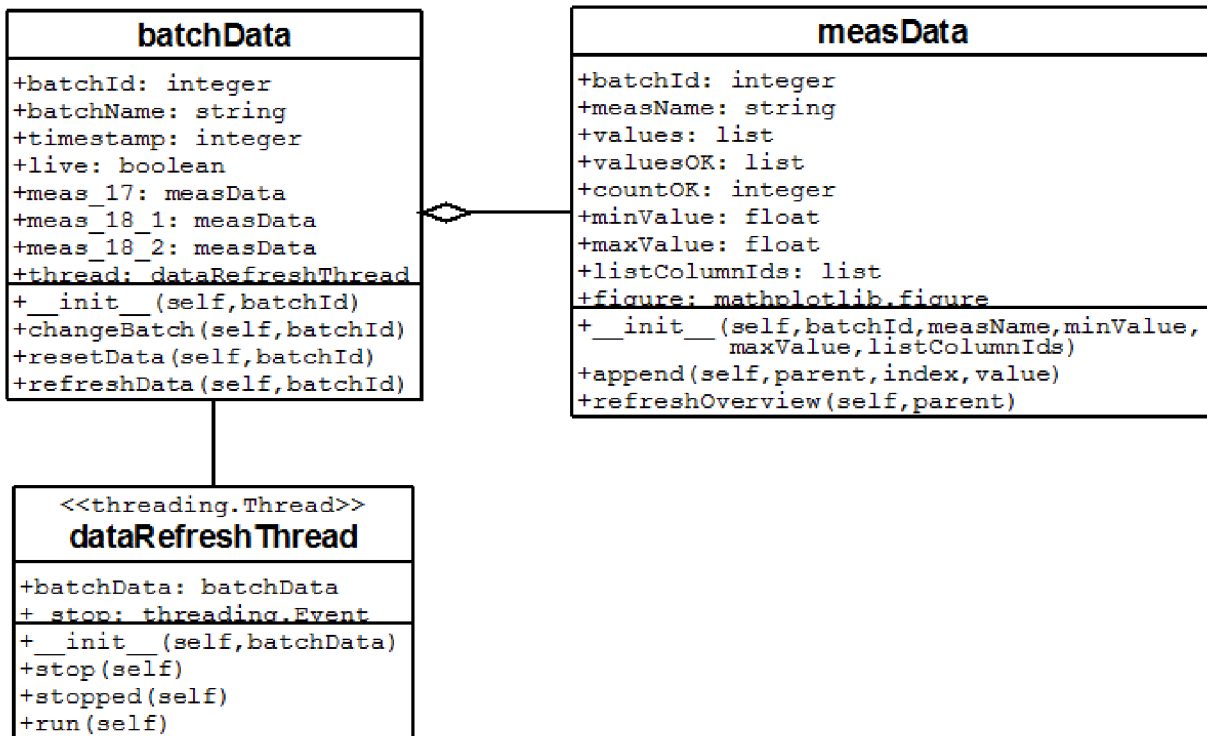 batchData
+batchId: integer
+batchName: string
+timestamp: integer
+live: boolean
+meas_17: measData
+meas_18_1: measData
+meas_18_2: measData
+thread: dataRefreshThread
+__init__(self,batchId)
+changeBatch(self,batchId)
+resetData(self,batchId)
+refreshData(self,batchId)
measData
+batchId: integer
+measName: string
+values: list
+valuesOK: list
+countOK: integer
+minValue: float
+maxValue: float
+listColumnIds: list
+figure: mathplotlib.figure
+__init__(self,batchId,measName,minValue,
maxValue,listColumnIds)
+append(self,parent,index,value)
+refreshOverview(self,parent)
<<threading.Thread>>
dataRefreshThread
+batchData: batchData
+_stop: threading.Event
+__init__(self,batchData)
+stop(self)
+stopped(self)
+run(self)